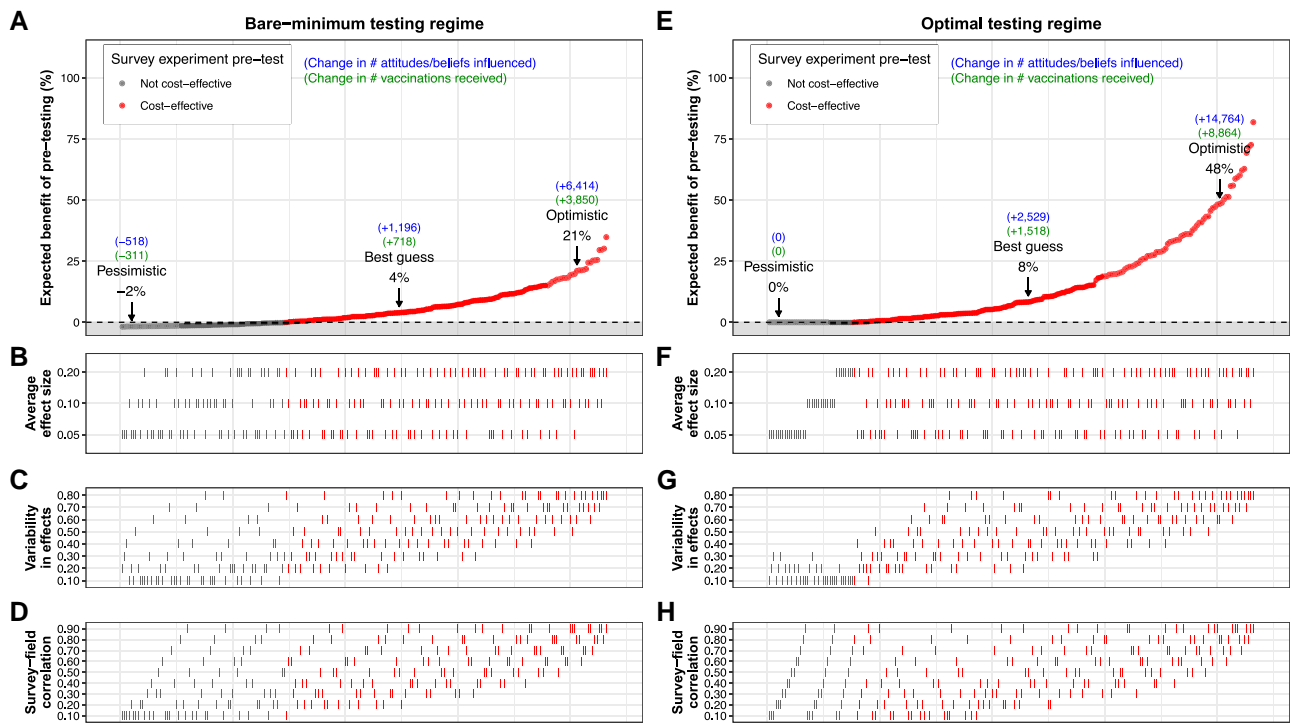 A
Bare−minimum testing regime
Expected benefit of pre−testing (%)
100
75
50
25
0
Survey experiment pre−test
Not cost−effective
Cost−effective
(Change in # attitudes/beliefs influenced)
(Change in # vaccinations received)
(−518)
(−311)
Pessimistic
−2%
(+1,196)
(+718)
Best guess
4%
(+6,414)
(+3,850)
Optimistic
21%
B
Average
effect size
0.20
0.10
0.05
C
Variability
in effects
0.80
0.70
0.60
0.50
0.40
0.30
0.20
0.10
D
Survey−field
correlation
0.90
0.80
0.70
0.60
0.50
0.40
0.30
0.20
0.10
E
Optimal testing regime
Expected benefit of pre−testing (%)
100
75
50
25
0
Survey experiment pre−test
Not cost−effective
Cost−effective
(Change in # attitudes/beliefs influenced)
(Change in # vaccinations received)
(0)
(0)
Pessimistic
0%
(+2,529)
(+1,518)
Best guess
8%
(+14,764)
(+8,864)
Optimistic
48%
F
Average
effect size
0.20
0.10
0.05
G
Variability
in effects
0.80
0.70
0.60
0.50
0.40
0.30
0.20
0.10
H
Survey−field
correlation
0.90
0.80
0.70
0.60
0.50
0.40
0.30
0.20
0.10